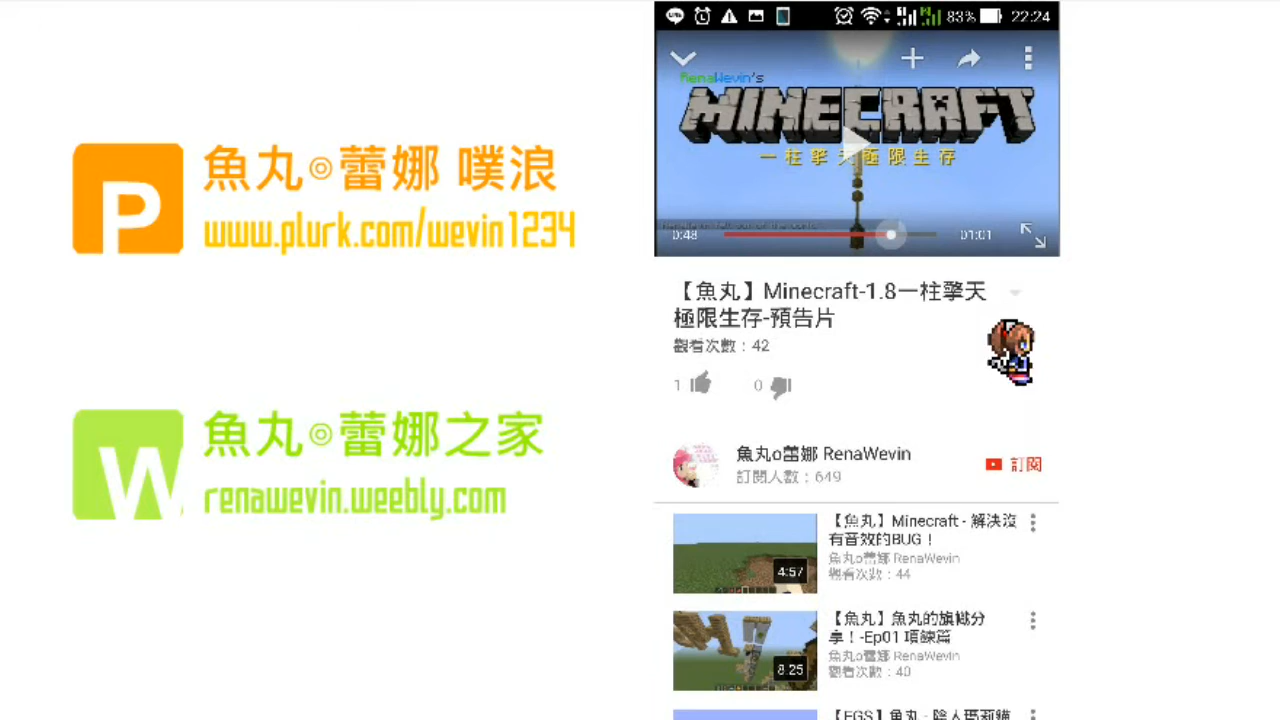 P
魚丸◎蕾娜 噗浪
www.plurk.com/wevin1234
W
魚丸◎蕾娜之家
renawevin.weebly.com
83% 22:24
RenaWevin's
MINECRAFT
一柱擎天極限生存
0:48 01:01
【魚丸】Minecraft-1.8一柱擎天
極限生存-預告片
觀看次數：42
1 0
魚丸o蕾娜 RenaWevin
訂閱人數：649
訂閱
【魚丸】Minecraft - 解決沒
有音效的BUG！
魚丸o蕾娜 RenaWevin
觀看次數：44
4:57
【魚丸】魚丸的旗幟分
享！-Ep01 項鍊篇
魚丸o蕾娜 RenaWevin
觀看次數：40
8:25